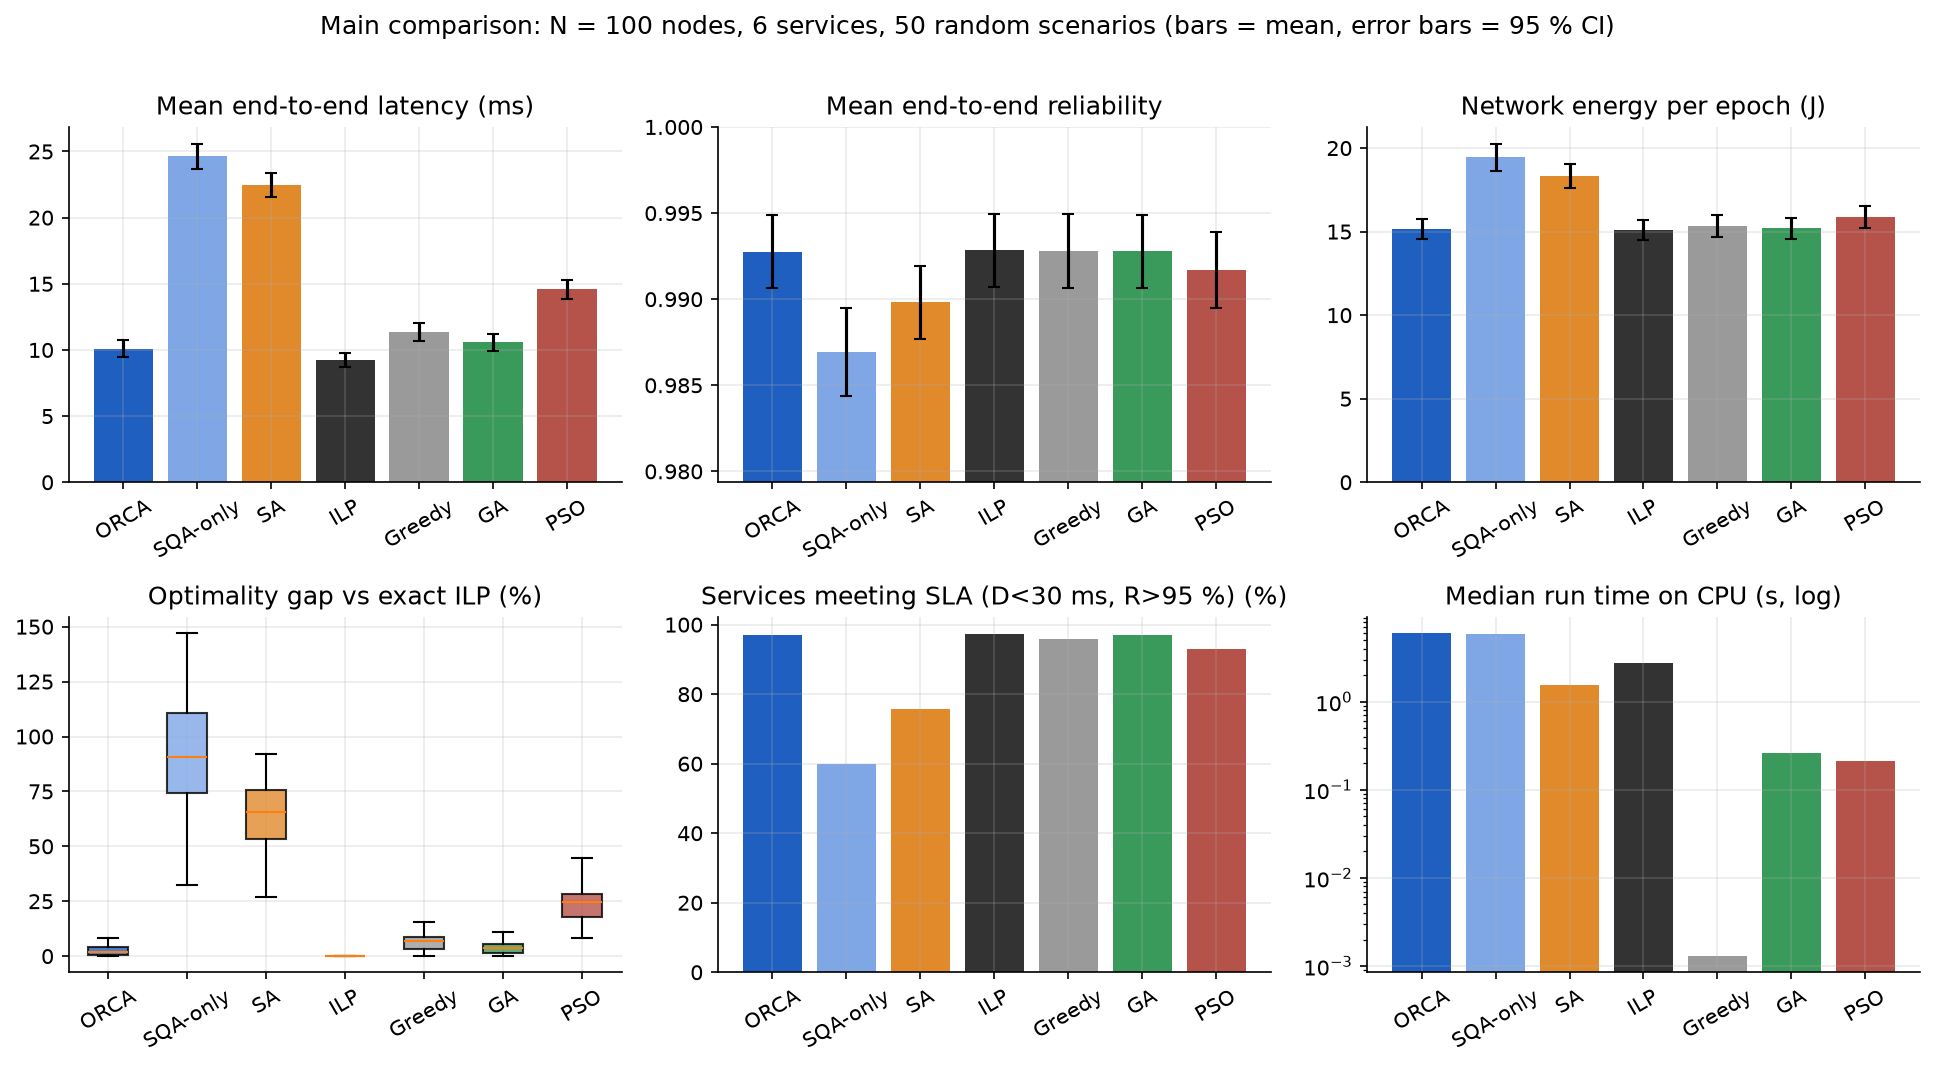 Main comparison: N = 100 nodes, 6 services, 50 random scenarios (bars = mean, error bars = 95 % CI)
Mean end-to-end latency (ms)
25
20
15
10
5
0
ORCA
SQA-only
SA
ILP
Greedy
GA
PSO
Mean end-to-end reliability
1.000
0.995
0.990
0.985
0.980
ORCA
SQA-only
SA
ILP
Greedy
GA
PSO
Network energy per epoch (J)
20
15
10
5
0
ORCA
SQA-only
SA
ILP
Greedy
GA
PSO
Optimality gap vs exact ILP (%)
150
125
100
75
50
25
0
ORCA
SQA-only
SA
ILP
Greedy
GA
PSO
Services meeting SLA (D<30 ms, R>95 %) (%)
100
80
60
40
20
0
ORCA
SQA-only
SA
ILP
Greedy
GA
PSO
Median run time on CPU (s, log)
10⁰
10⁻¹
10⁻²
10⁻³
ORCA
SQA-only
SA
ILP
Greedy
GA
PSO